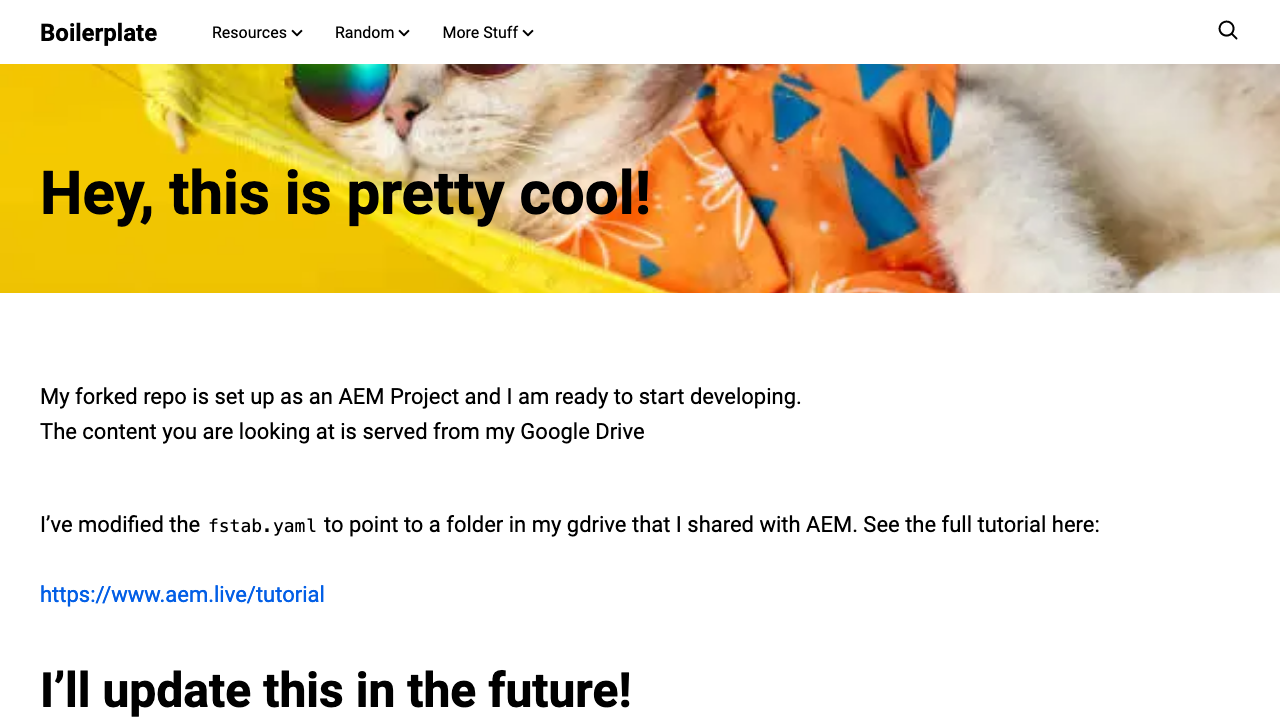 Boilerplate
Resources
Random
More Stuff
Hey, this is pretty cool!
My forked repo is set up as an AEM Project and I am ready to start developing.
The content you are looking at is served from my Google Drive
I’ve modified the fstab.yaml to point to a folder in my gdrive that I shared with AEM. See the full tutorial here:
https://www.aem.live/tutorial
I’ll update this in the future!